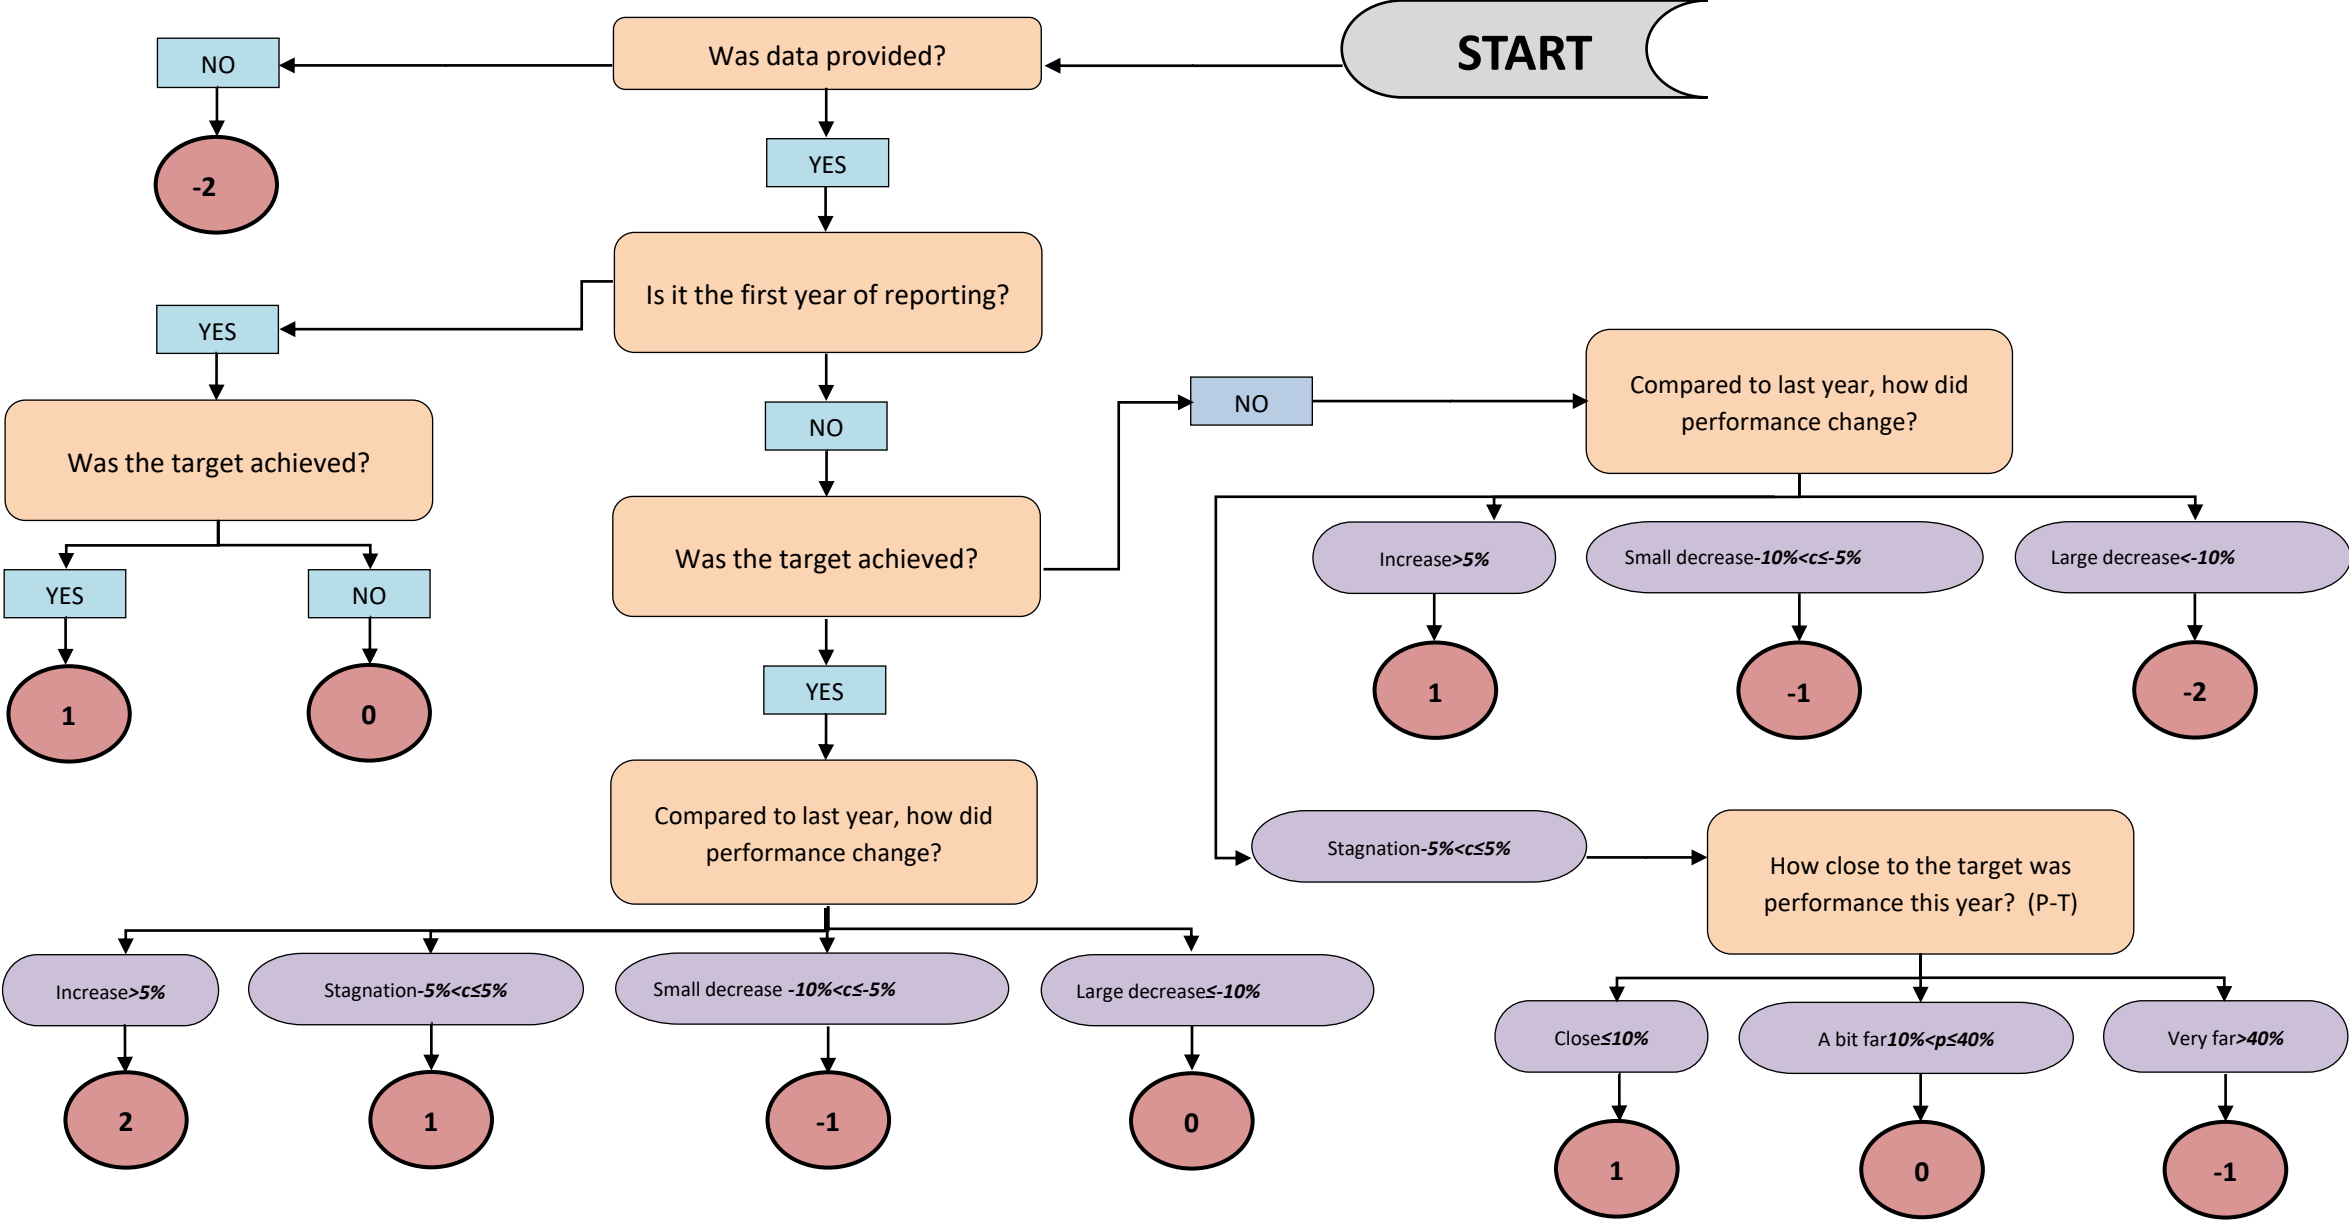 START
Was data provided?
NO
-2
YES
Is it the first year of reporting?
YES
Was the target achieved?
YES
NO
1
0
NO
Was the target achieved?
NO
Compared to last year, how did
performance change?
Increase>5%
Small decrease-10%<c≤-5%
Large decrease<-10%
1
-1
-2
Stagnation-5%<c≤5%
How close to the target was
performance this year?  (P-T)
Close≤10%
A bit far10%<p≤40%
Very far>40%
1
0
-1
YES
Compared to last year, how did
performance change?
Increase>5%
Stagnation-5%<c≤5%
Small decrease -10%<c≤-5%
Large decrease≤-10%
2
1
-1
0